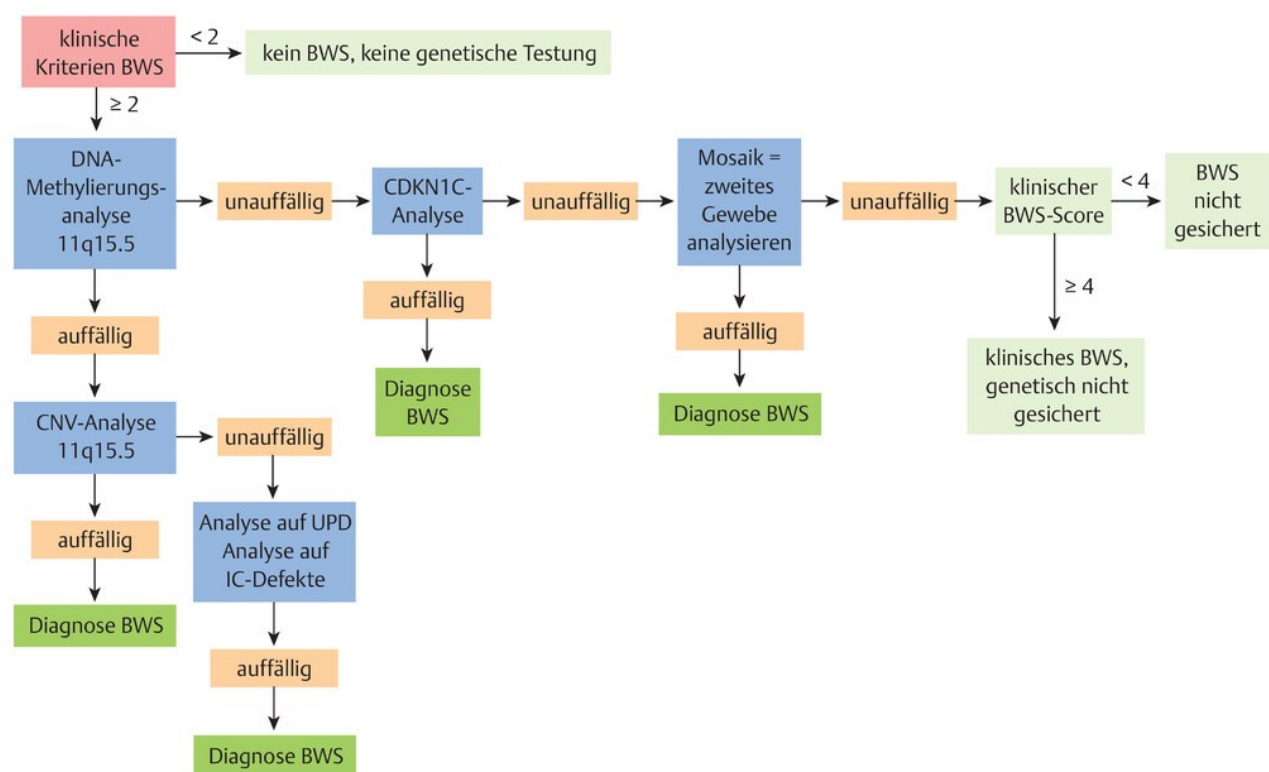 klinische
Kriterien BWS
< 2
kein BWS, keine genetische Testung
≥ 2
DNA-
Methylierungs-
analyse
11q15.5
unauffällig
CDKN1C-
Analyse
unauffällig
Mosaik =
zweites
Gewebe
analysieren
unauffällig
klinischer
BWS-Score
< 4
BWS
nicht
gesichert
auffällig
auffällig
auffällig
≥ 4
Diagnose
BWS
Diagnose BWS
klinisches BWS,
genetisch nicht
gesichert
CNV-Analyse
11q15.5
unauffällig
auffällig
Analyse auf UPD
Analyse auf
IC-Defekte
Diagnose BWS
auffällig
Diagnose BWS